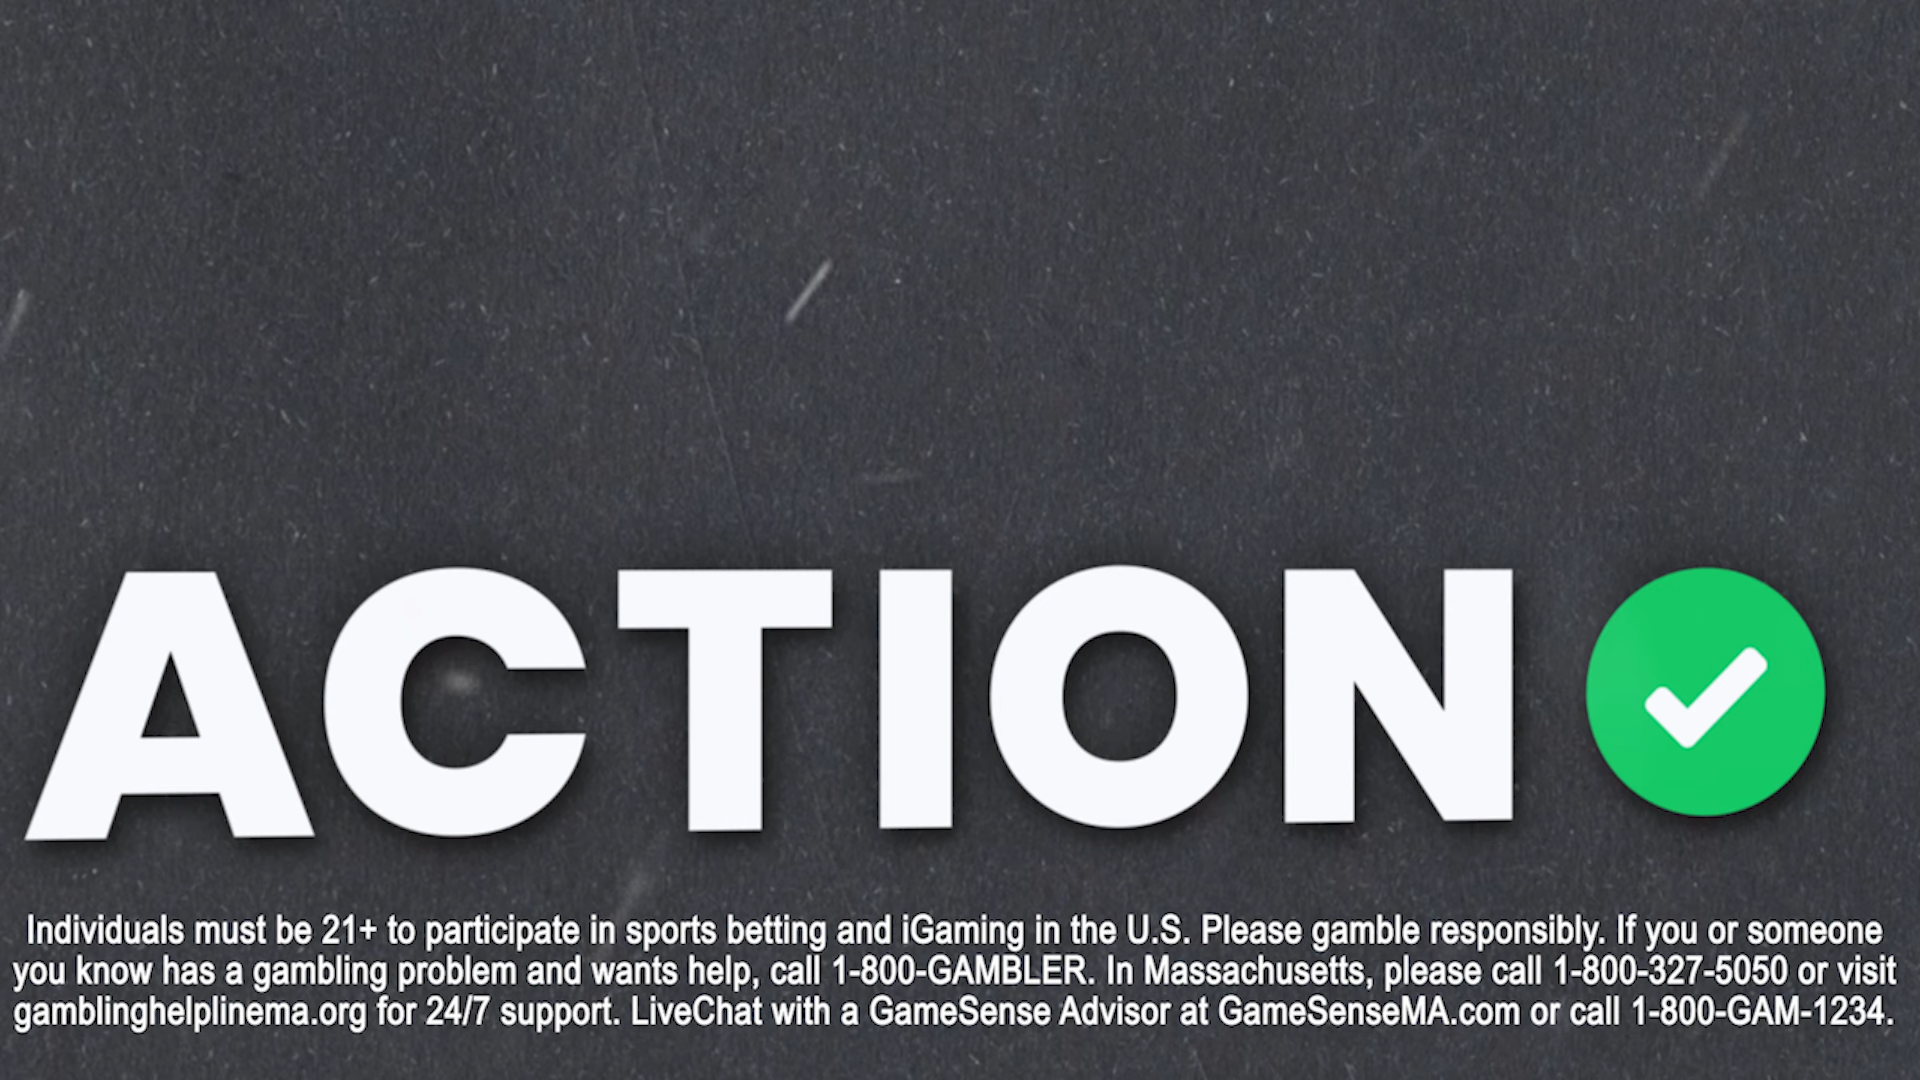 ACTION
Individuals must be 21+ to participate in sports betting and iGaming in the U.S. Please gamble responsibly. If you or someone
you know has a gambling problem and wants help, call 1-800-GAMBLER. In Massachusetts, please call 1-800-327-5050 or visit
gamblinghelplinema.org for 24/7 support. LiveChat with a GameSense Advisor at GameSenseMA.com or call 1-800-GAM-1234.